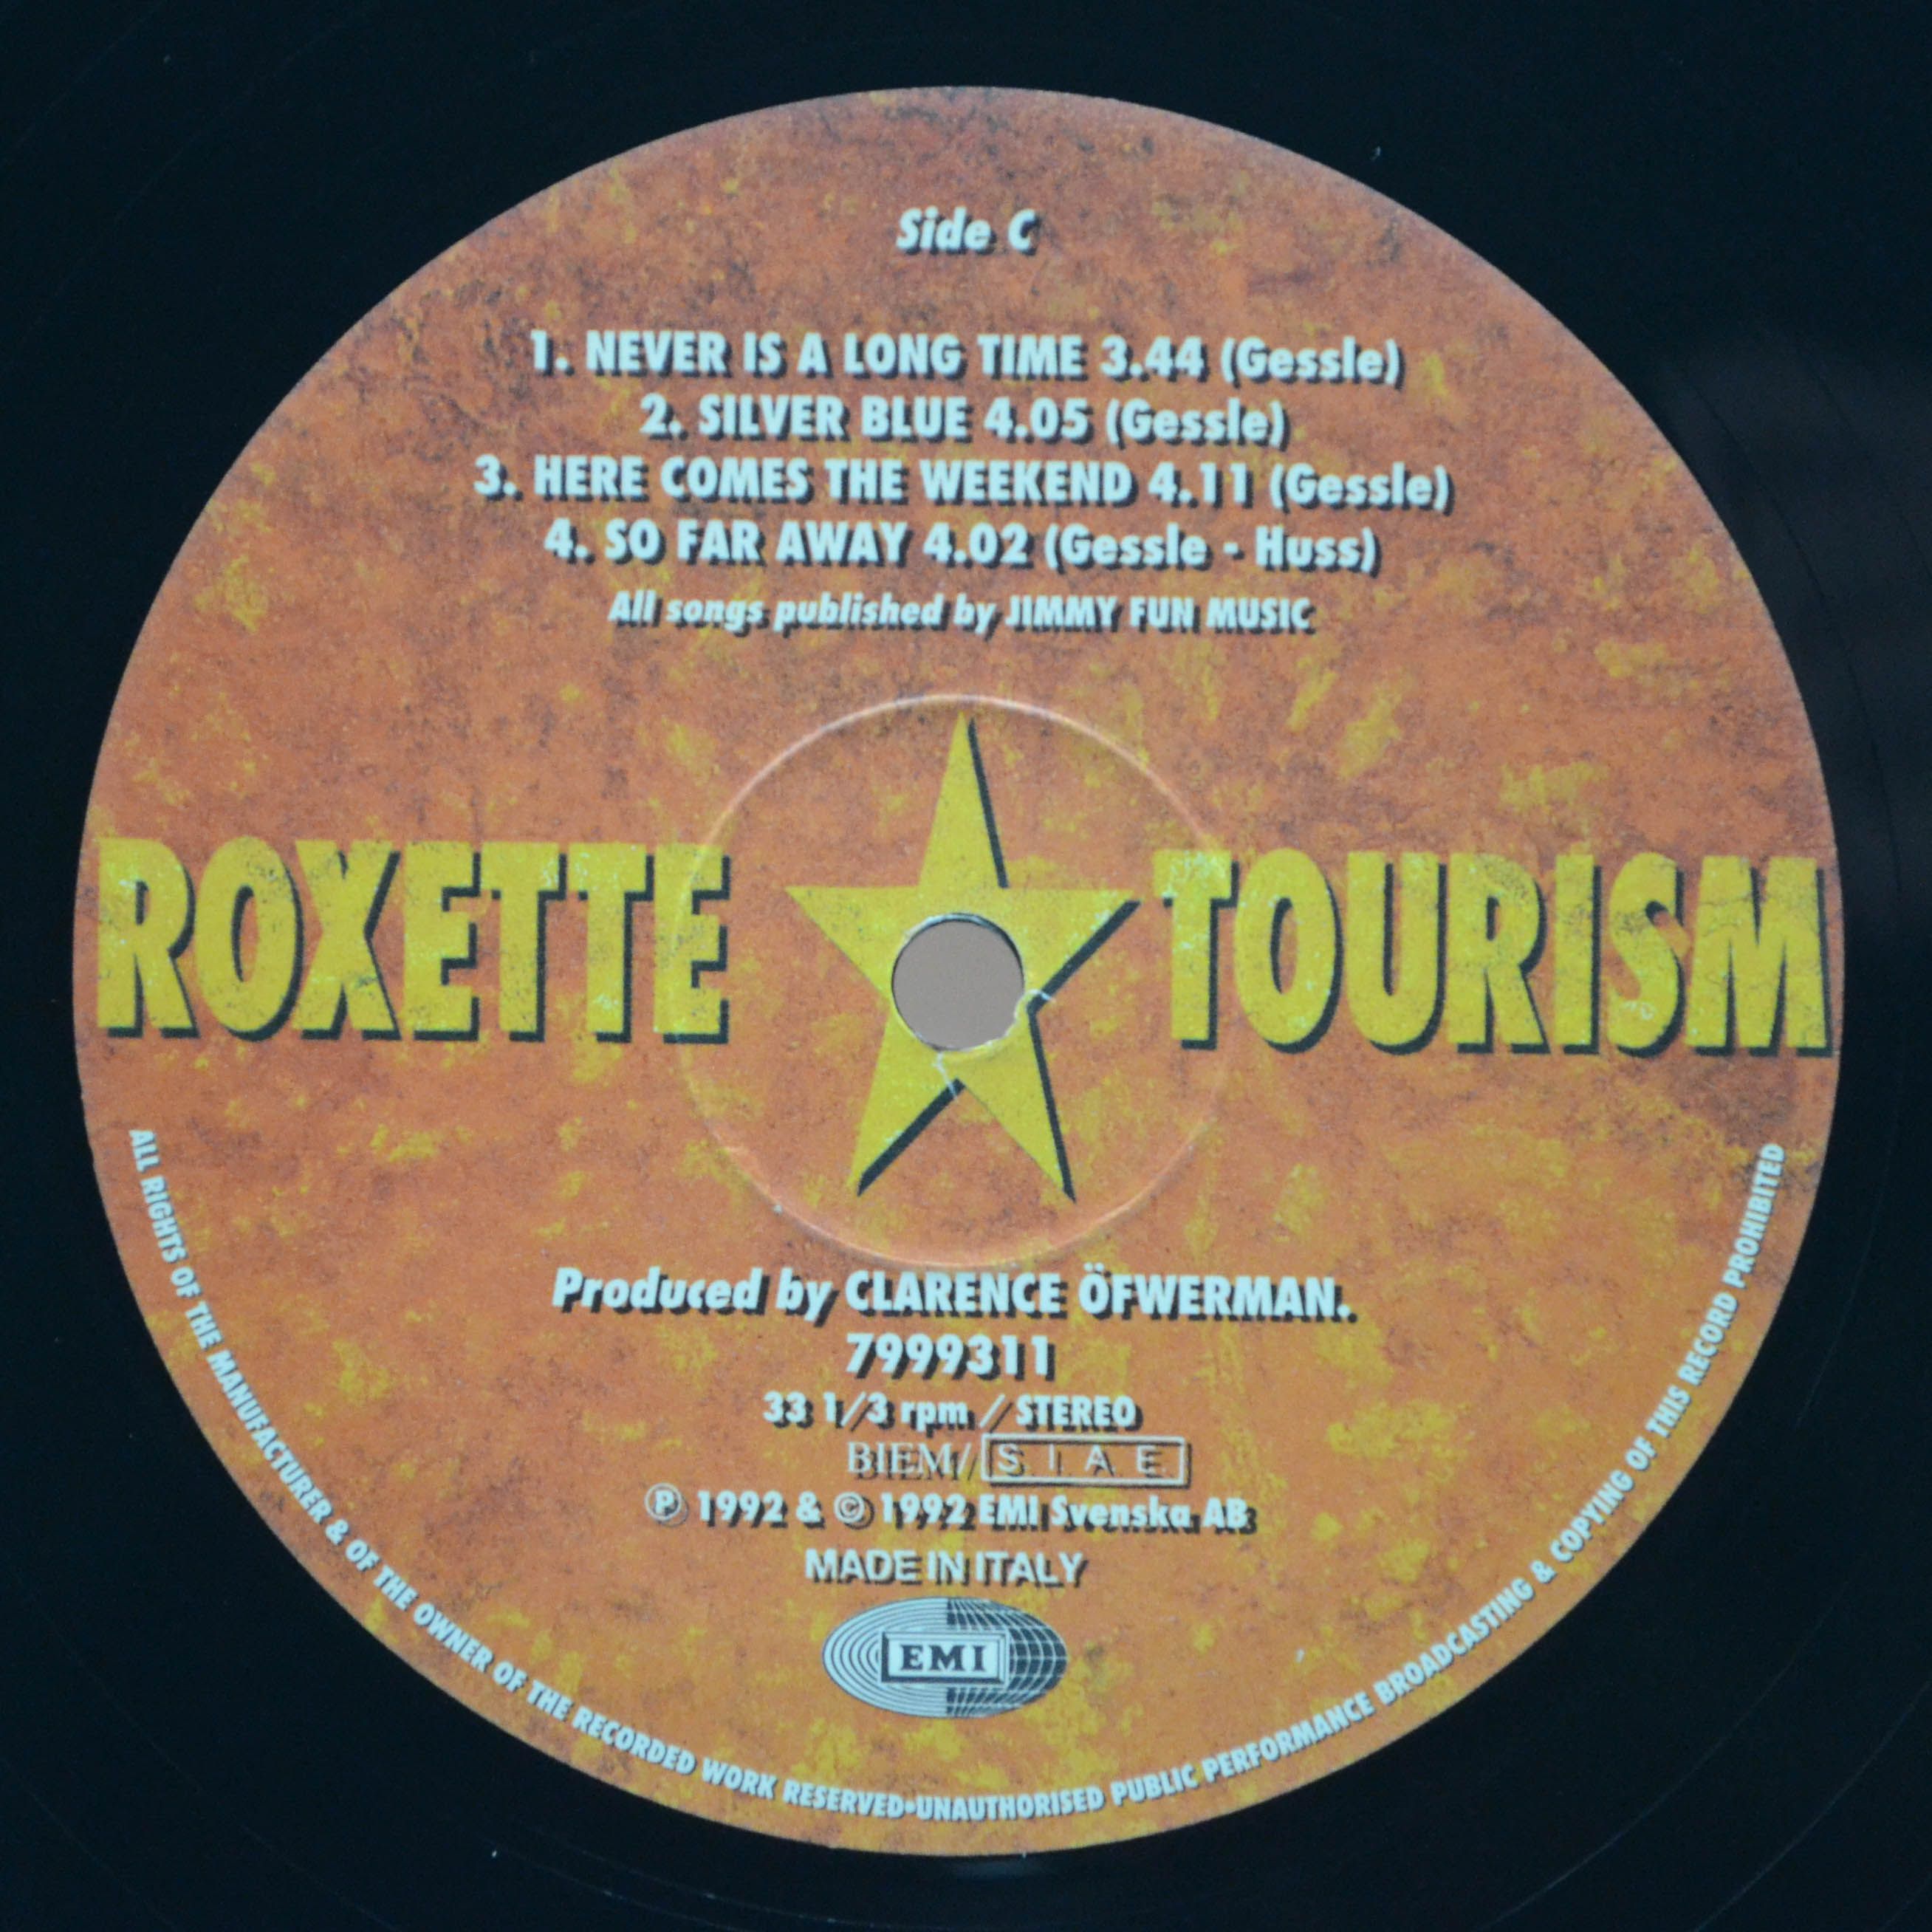 Side C
1. NEVER IS A LONG TIME 3.44 (Gessle)
2. SILVER BLUE 4.05 (Gessle)
3. HERE COMES THE WEEKEND 4.11 (Gessle)
4. SO FAR AWAY 4.02 (Gessle - Huss)
All songs published by JIMMY FUN MUSIC
ROXETTE TOURISM
Produced by CLARENCE ÖFWERMAN.
7999311
33 1/3 rpm / STEREO
BIEM/ S. I. A. E.
℗ 1992 & © 1992 EMI Svenska AB
MADE IN ITALY
EMI
ALL RIGHTS OF THE MANUFACTURER & OF THE OWNER OF THE RECORDED WORK RESERVED•UNAUTHORISED PUBLIC PERFORMANCE BROADCASTING & COPYING OF THIS RECORD PROHIBITED